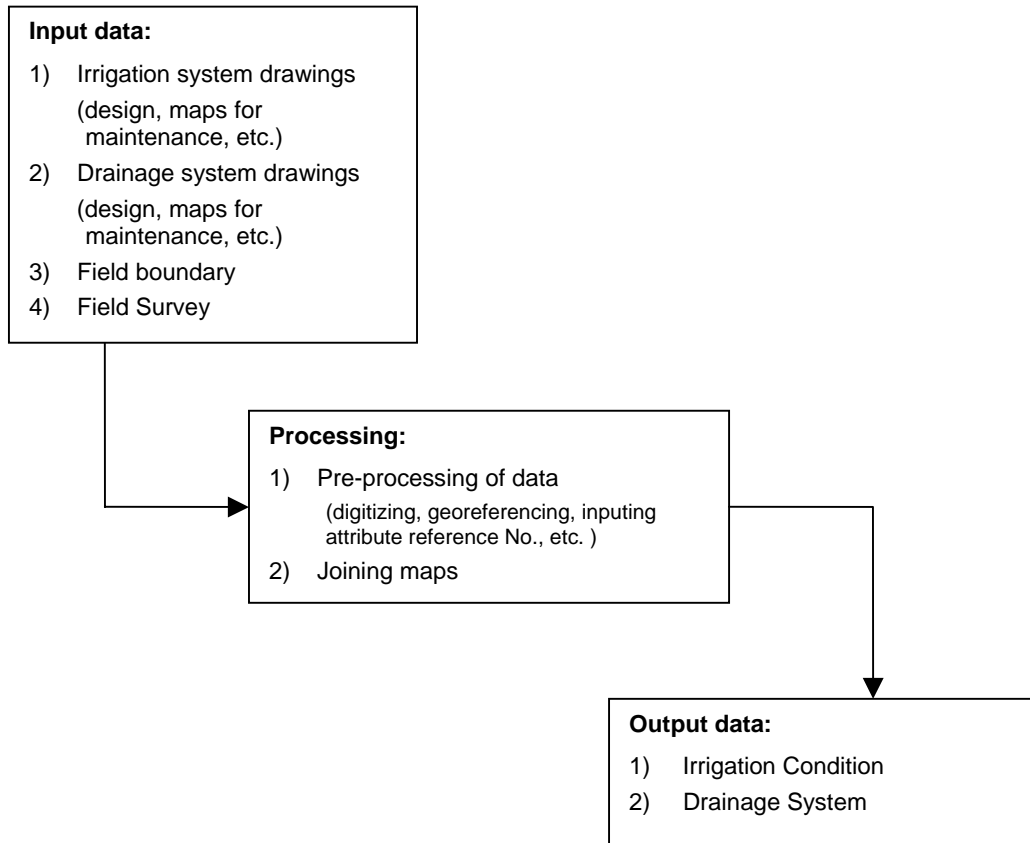 Input data:
1) Irrigation system drawings
(design, maps for
maintenance, etc.)
2) Drainage system drawings
(design, maps for
maintenance, etc.)
3) Field boundary
4) Field Survey
Processing:
1) Pre-processing of data
(digitizing, georeferencing, inputing
attribute reference No., etc. )
2) Joining maps
Output data:
1) Irrigation Condition
2) Drainage System